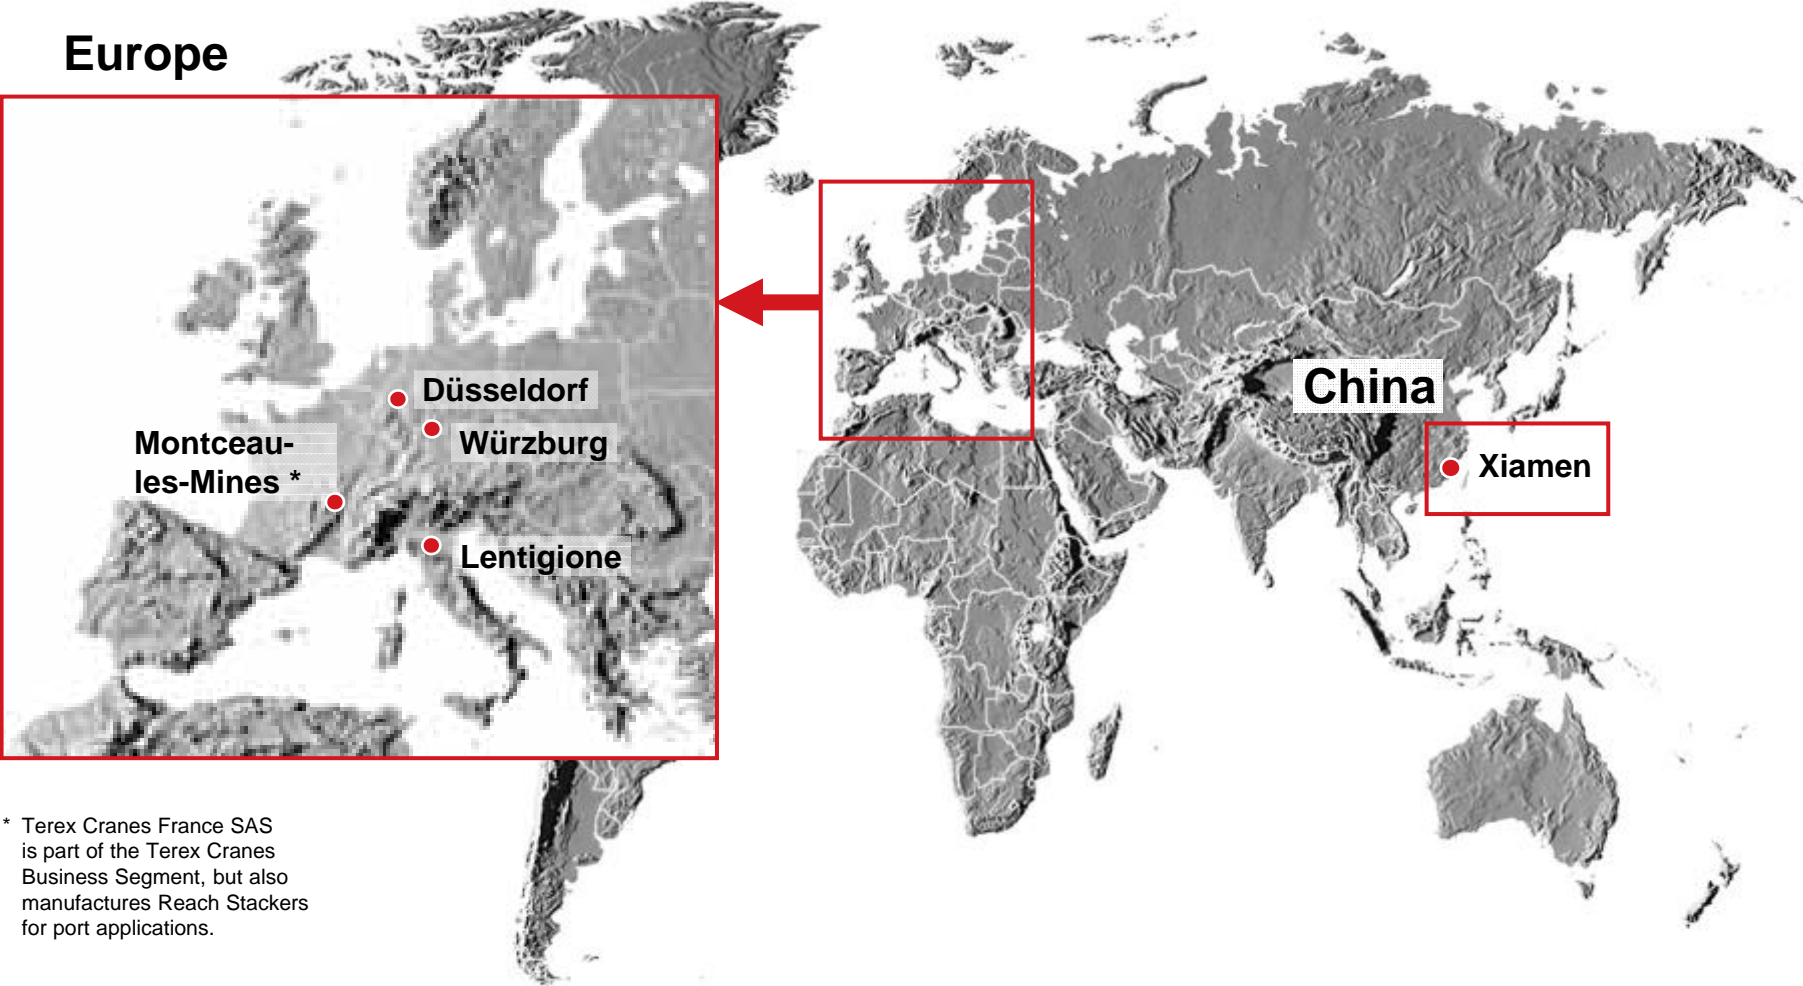 Europe
Düsseldorf
Würzburg
Montceau-
les-Mines *
Lentigione
China
Xiamen
* Terex Cranes France SAS
is part of the Terex Cranes
Business Segment, but also
manufactures Reach Stackers
for port applications.